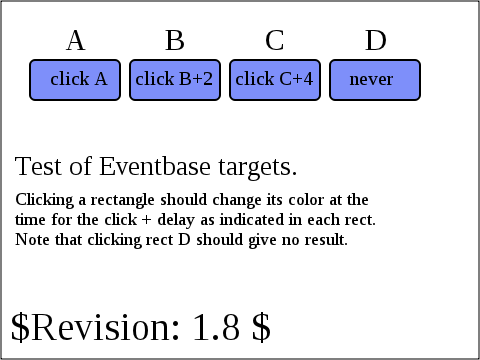 A B C D
click A click B+2 click C+4 never
Test of Eventbase targets.
Clicking a rectangle should change its color at the
time for the click + delay as indicated in each rect.
Note that clicking rect D should give no result.
$Revision: 1.8 $